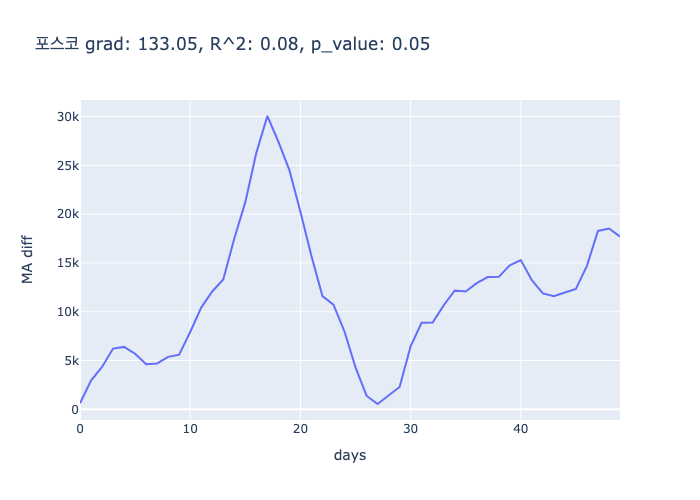 포스코 grad: 133.05, R^2: 0.08, p_value: 0.05
30k
25k
20k
15k
10k
5k
0
MA diff
0 10 20 30 40
days